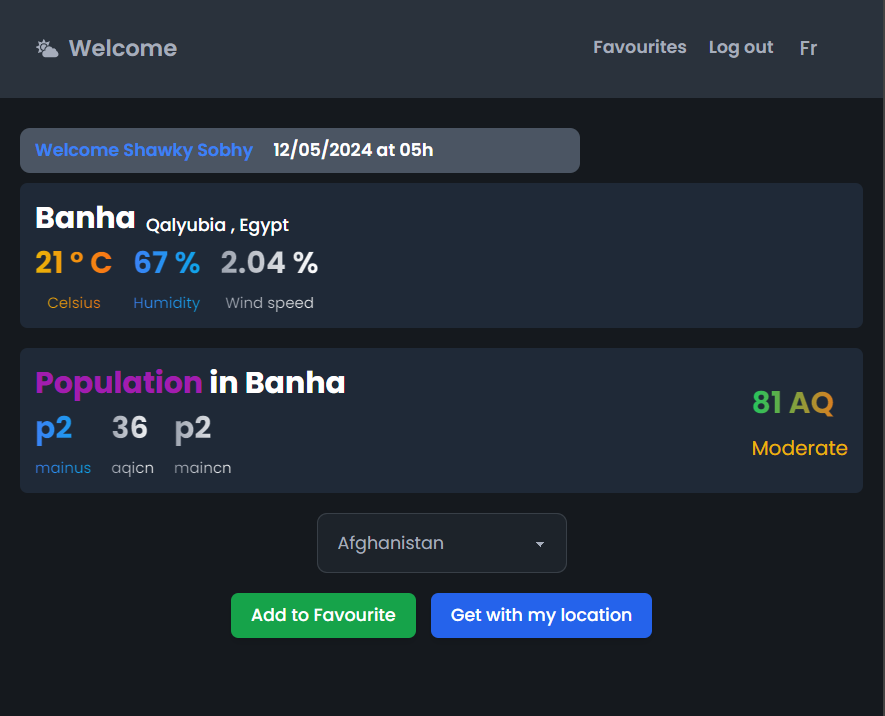 Welcome Favourites Log out Fr
Welcome Shawky Sobhy 12/05/2024 at 05h
Banha Qalyubia , Egypt
21 ° C 67 % 2.04 %
Celsius Humidity Wind speed
Population in Banha
81 AQ
p2 36 p2
Moderate
mainus aqicn maincn
Afghanistan
Add to Favourite Get with my location